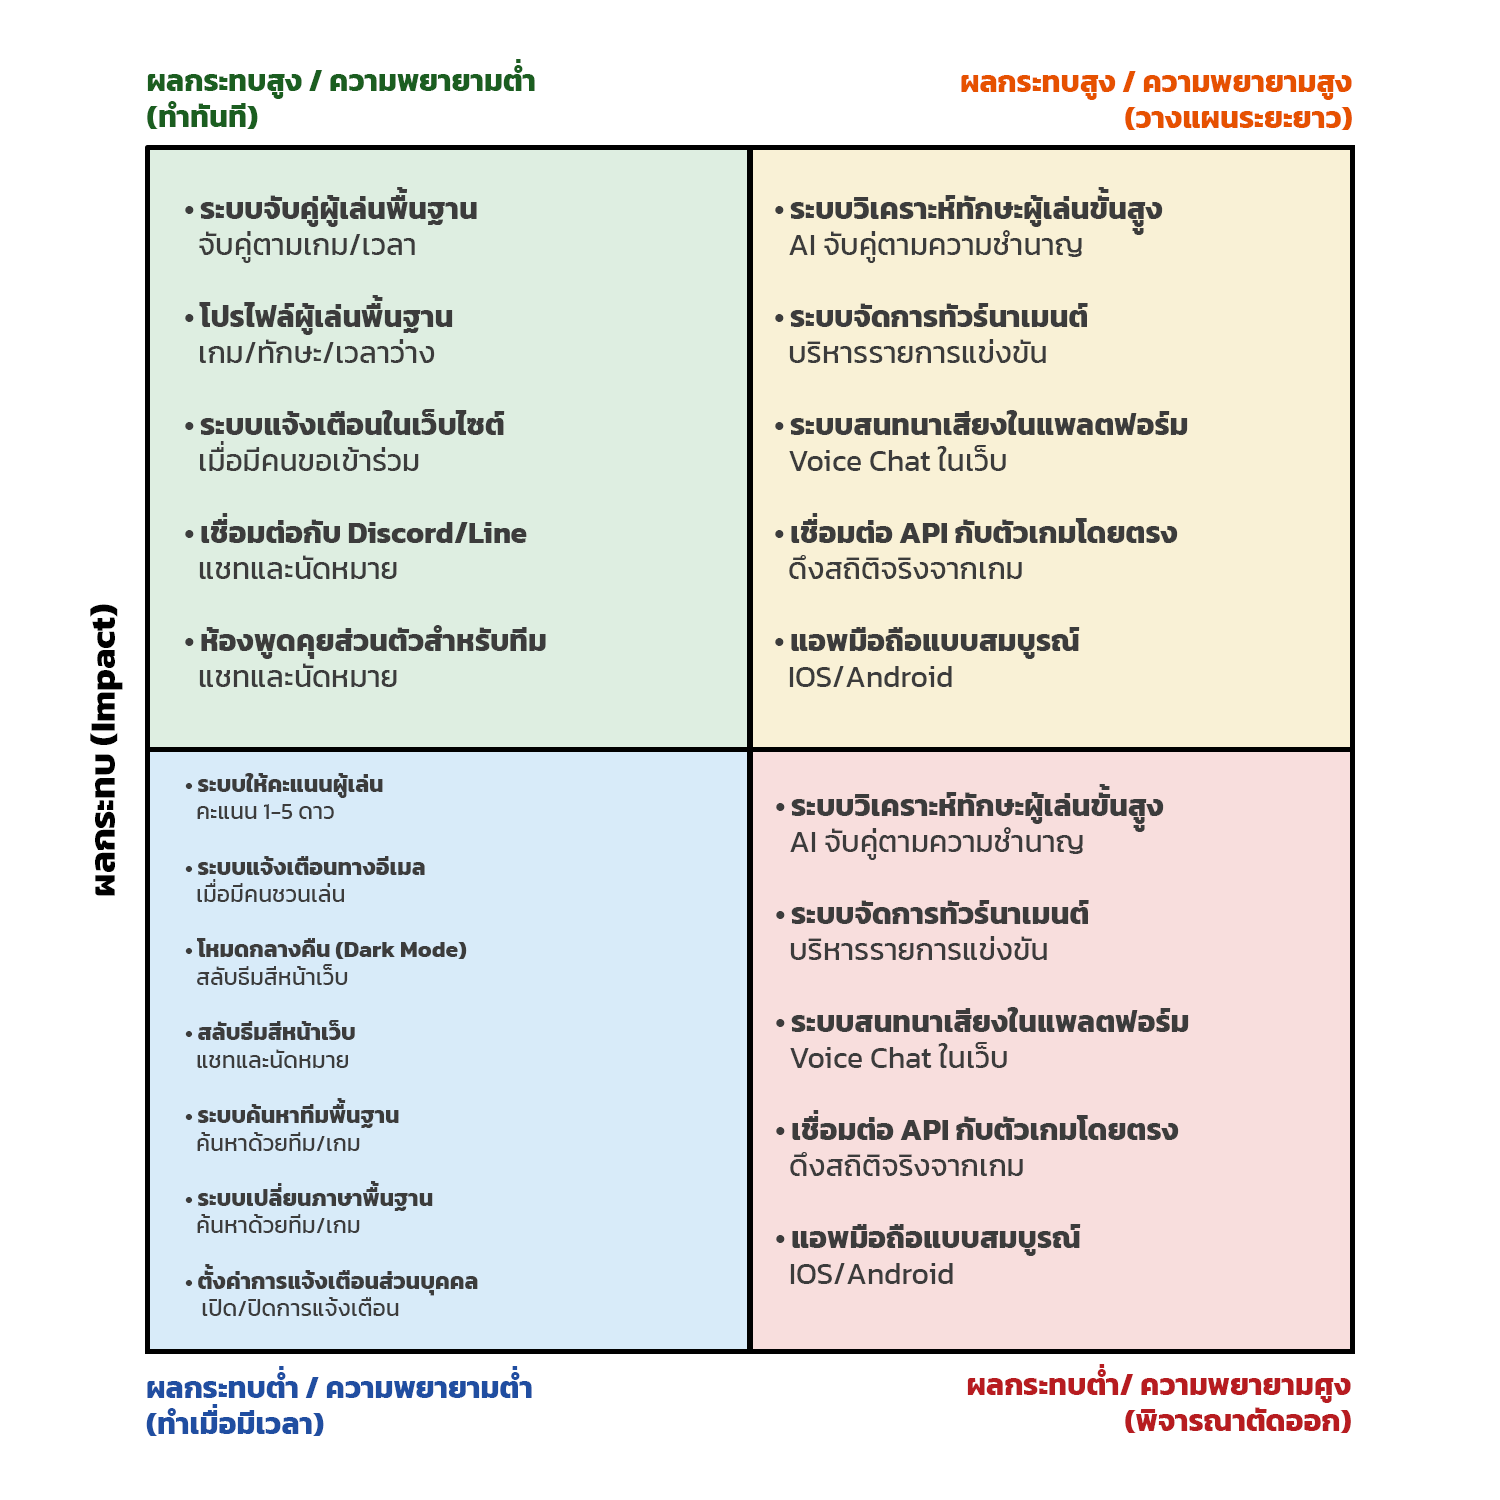 ผลกระทบสูง / ความพยายามต่ำ
(ทำทันที)
ผลกระทบสูง / ความพยายามสูง
(วางแผนระยะยาว)
ผลกระทบ (Impact)
• ระบบจับคู่ผู้เล่นพื้นฐาน
จับคู่ตามเกม/เวลา
• โปรไฟล์ผู้เล่นพื้นฐาน
เกม/ทักษะ/เวลาว่าง
• ระบบแจ้งเตือนในเว็บไซต์
เมื่อมีคนขอเข้าร่วม
• เชื่อมต่อกับ Discord/Line
แชทและนัดหมาย
• ห้องพูดคุยส่วนตัวสำหรับทีม
แชทและนัดหมาย
• ระบบวิเคราะห์ทักษะผู้เล่นขั้นสูง
AI จับคู่ตามความชำนาญ
• ระบบจัดการทัวร์นาเมนต์
บริหารรายการแข่งขัน
• ระบบสนทนาเสียงในแพลตฟอร์ม
Voice Chat ในเว็บ
• เชื่อมต่อ API กับตัวเกมโดยตรง
ดึงสถิติจริงจากเกม
• แอพมือถือแบบสมบูรณ์
IOS/Android
• ระบบให้คะแนนผู้เล่น
คะแนน 1-5 ดาว
• ระบบแจ้งเตือนทางอีเมล
เมื่อมีคนชวนเล่น
• โหมดกลางคืน (Dark Mode)
สลับธีมสีหน้าเว็บ
• สลับธีมสีหน้าเว็บ
แชทและนัดหมาย
• ระบบค้นหาทีมพื้นฐาน
ค้นหาด้วยทีม/เกม
• ระบบเปลี่ยนภาษาพื้นฐาน
ค้นหาด้วยทีม/เกม
• ตั้งค่าการแจ้งเตือนส่วนบุคคล
เปิด/ปิดการแจ้งเตือน
• ระบบวิเคราะห์ทักษะผู้เล่นขั้นสูง
AI จับคู่ตามความชำนาญ
• ระบบจัดการทัวร์นาเมนต์
บริหารรายการแข่งขัน
• ระบบสนทนาเสียงในแพลตฟอร์ม
Voice Chat ในเว็บ
• เชื่อมต่อ API กับตัวเกมโดยตรง
ดึงสถิติจริงจากเกม
• แอพมือถือแบบสมบูรณ์
IOS/Android
ผลกระทบต่ำ / ความพยายามต่ำ
(ทำเมื่อมีเวลา)
ผลกระทบต่ำ/ ความพยายามศูง
(พิจารณาตัดออก)